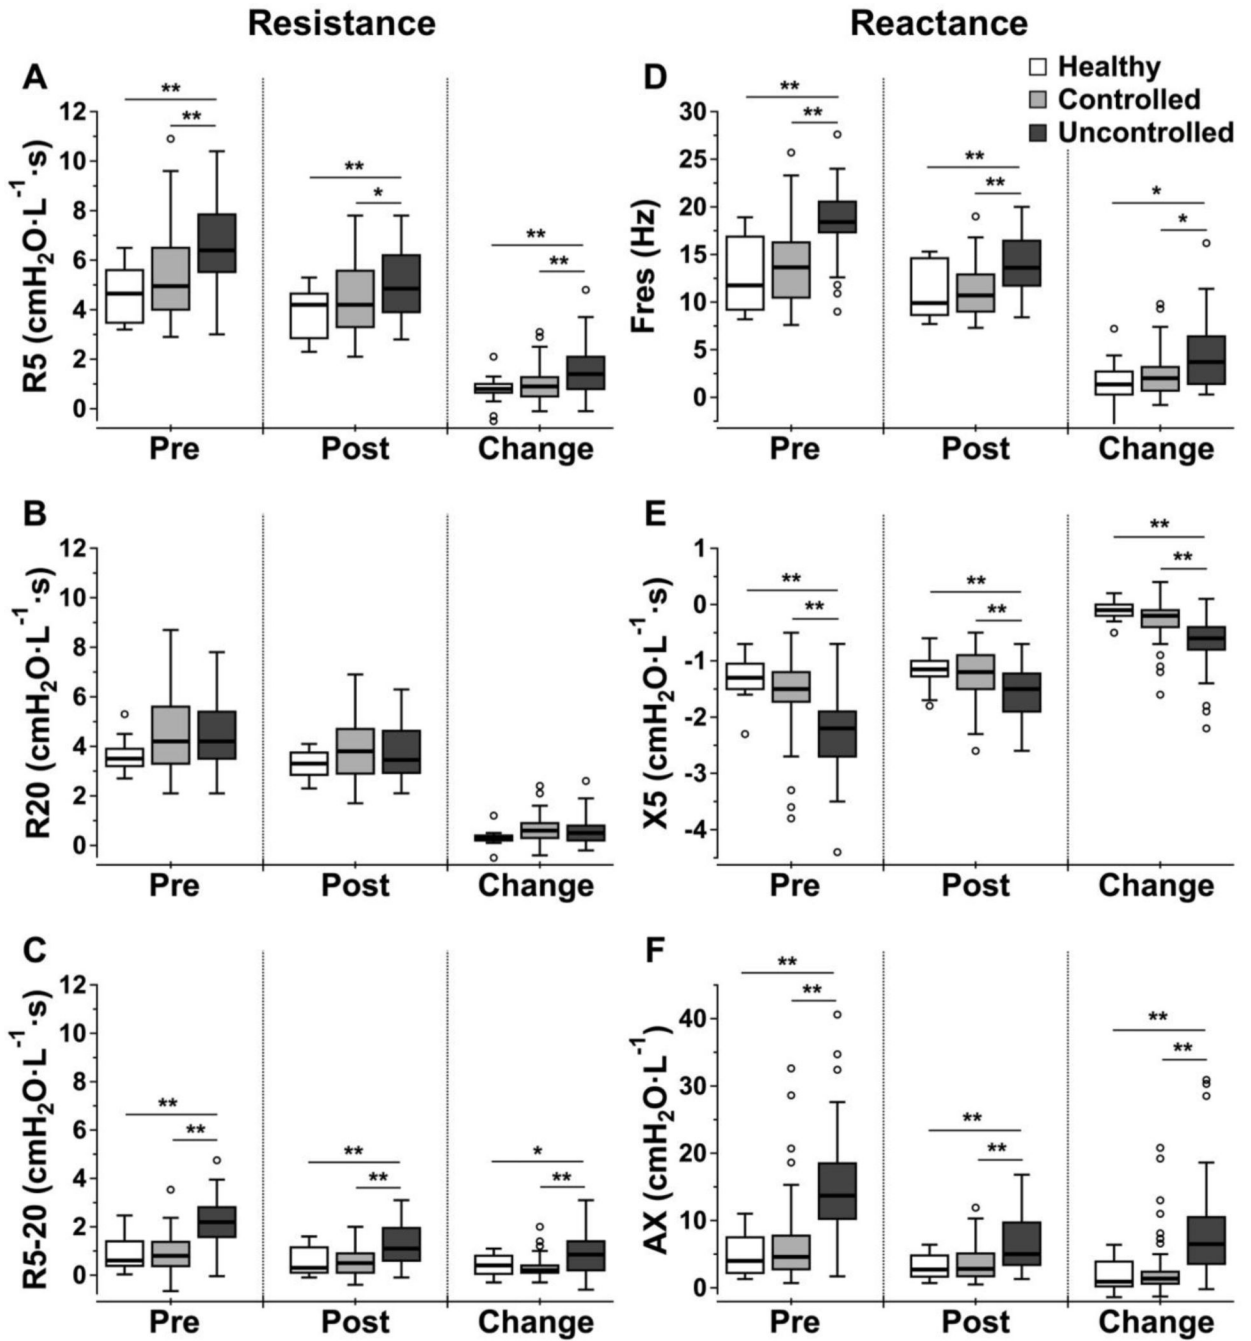 Resistance
Reactance
Healthy
Controlled
Uncontrolled
A
R5 (cmH₂O·L⁻¹·s)
12
10
8
6
4
2
0
**
**
**
*
**
**
Pre
Post
Change
D
Fres (Hz)
30
25
20
15
10
5
0
**
**
**
**
*
*
Pre
Post
Change
B
R20 (cmH₂O·L⁻¹·s)
12
10
8
6
4
2
0
Pre
Post
Change
E
X5 (cmH₂O·L⁻¹·s)
1
0
-1
-2
-3
-4
**
**
**
**
**
**
Pre
Post
Change
C
R5-20 (cmH₂O·L⁻¹·s)
12
10
8
6
4
2
0
**
**
**
**
*
**
Pre
Post
Change
F
AX (cmH₂O·L⁻¹)
40
30
20
10
0
**
**
**
**
**
**
Pre
Post
Change